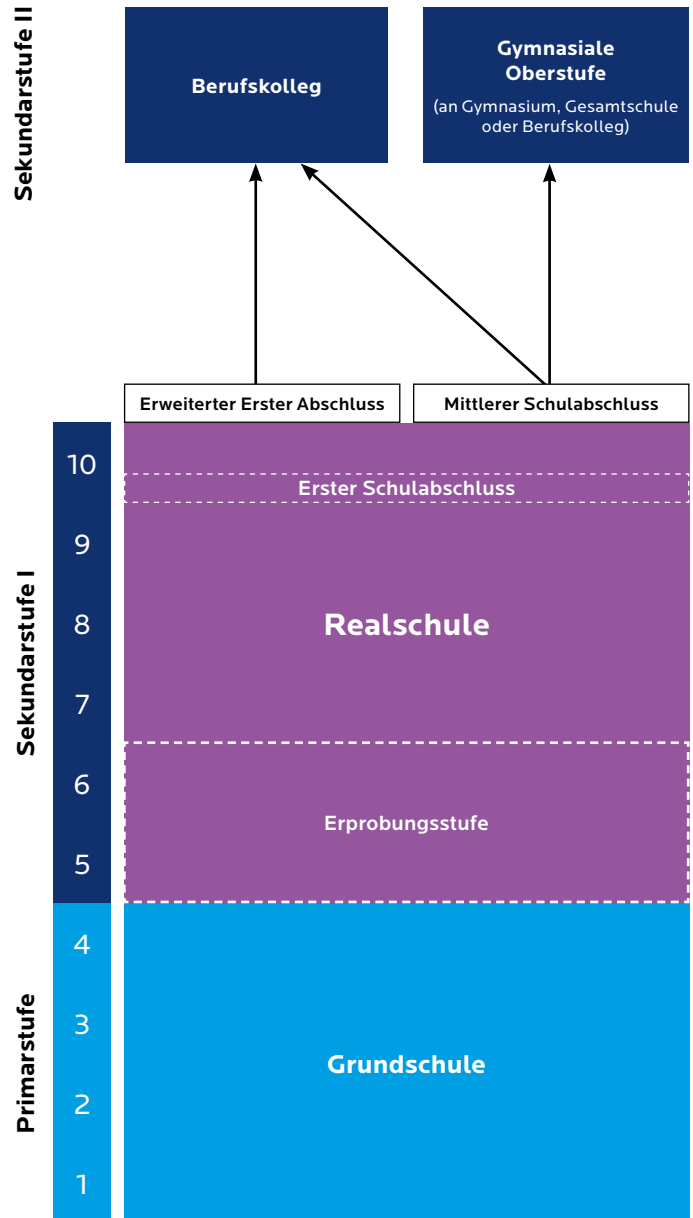 Sekundarstufe II
Berufskolleg
Gymnasiale
Oberstufe
(an Gymnasium, Gesamtschule
oder Berufskolleg)
Erweiterter Erster Abschluss
Mittlerer Schulabschluss
Sekundarstufe I
10
Erster Schulabschluss
9
8
Realschule
7
6
Erprobungsstufe
5
Primarstufe
4
3
Grundschule
2
1